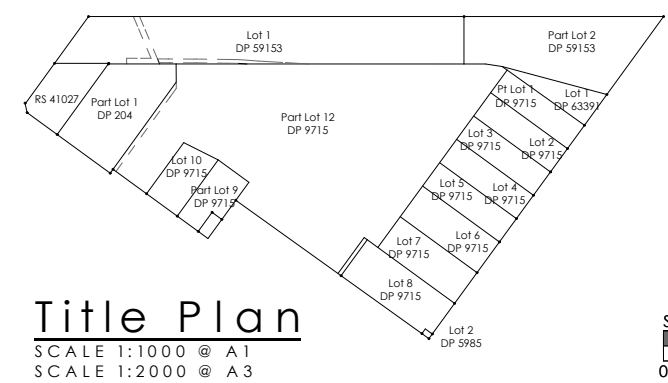 Lot 1
DP 59153
Part Lot 2
DP 59153
RS 41027
Part Lot 1
DP 204
Part Lot 12
DP 9715
Pt Lot 1
DP 9715
Lot 1
DP 63391
Lot 3
DP 9715
Lot 2
DP 9715
Lot 10
DP 9715
Part Lot 9
DP 9715
Lot 5
DP 9715
Lot 4
DP 9715
Lot 7
DP 9715
Lot 6
DP 9715
Lot 8
DP 9715
Lot 2
DP 5985
Title Plan
SCALE 1:1000 @ A1
SCALE 1:2000 @ A3
S
0